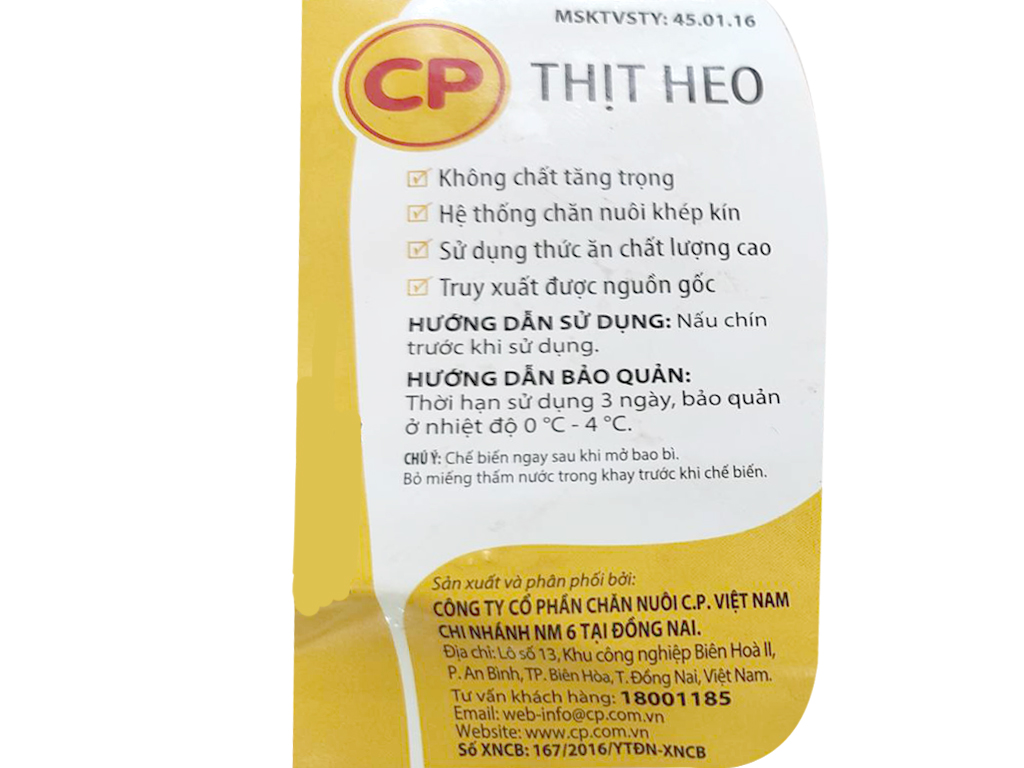 MSKTVSTY: 45.01.16
CP
THỊT HEO
Không chất tăng trọng
Hệ thống chăn nuôi khép kín
Sử dụng thức ăn chất lượng cao
Truy xuất được nguồn gốc
HƯỚNG DẪN SỬ DỤNG: Nấu chín
trước khi sử dụng.
HƯỚNG DẪN BẢO QUẢN:
Thời hạn sử dụng 3 ngày, bảo quản
ở nhiệt độ 0 °C - 4 °C.
CHÚ Ý: Chế biến ngay sau khi mở bao bì.
Bỏ miếng thấm nước trong khay trước khi chế biến.
Sản xuất và phân phối bởi:
CÔNG TY CỔ PHẦN CHĂN NUÔI C.P. VIỆT NAM
CHI NHÁNH NM 6 TẠI ĐỒNG NAI.
Địa chỉ: Lô số 13, Khu công nghiệp Biên Hoà II,
P. An Bình, TP. Biên Hòa, T. Đồng Nai, Việt Nam.
Tư vấn khách hàng: 18001185
Email: web-info@cp.com.vn
Website: www.cp.com.vn
Số XNCB: 167/2016/YTĐN-XNCB